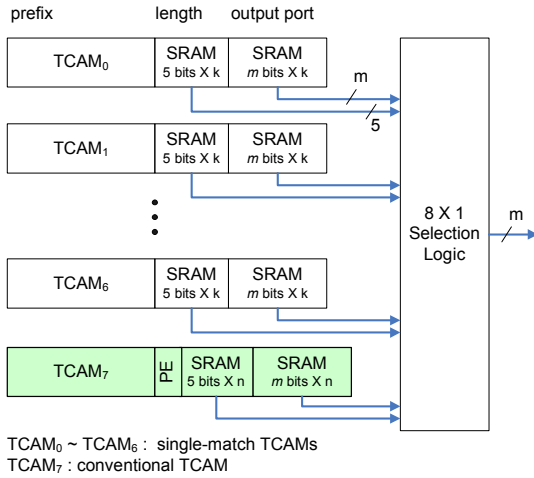 prefix length output port
TCAM₀ SRAM SRAM
5 bits X k m bits X k
m
5
TCAM₁ SRAM SRAM
5 bits X k m bits X k
8 X 1
Selection
Logic
m
TCAM₆ SRAM SRAM
5 bits X k m bits X k
TCAM₇ PE SRAM SRAM
5 bits X n m bits X n
TCAM₀ ~ TCAM₆ : single-match TCAMs
TCAM₇ : conventional TCAM